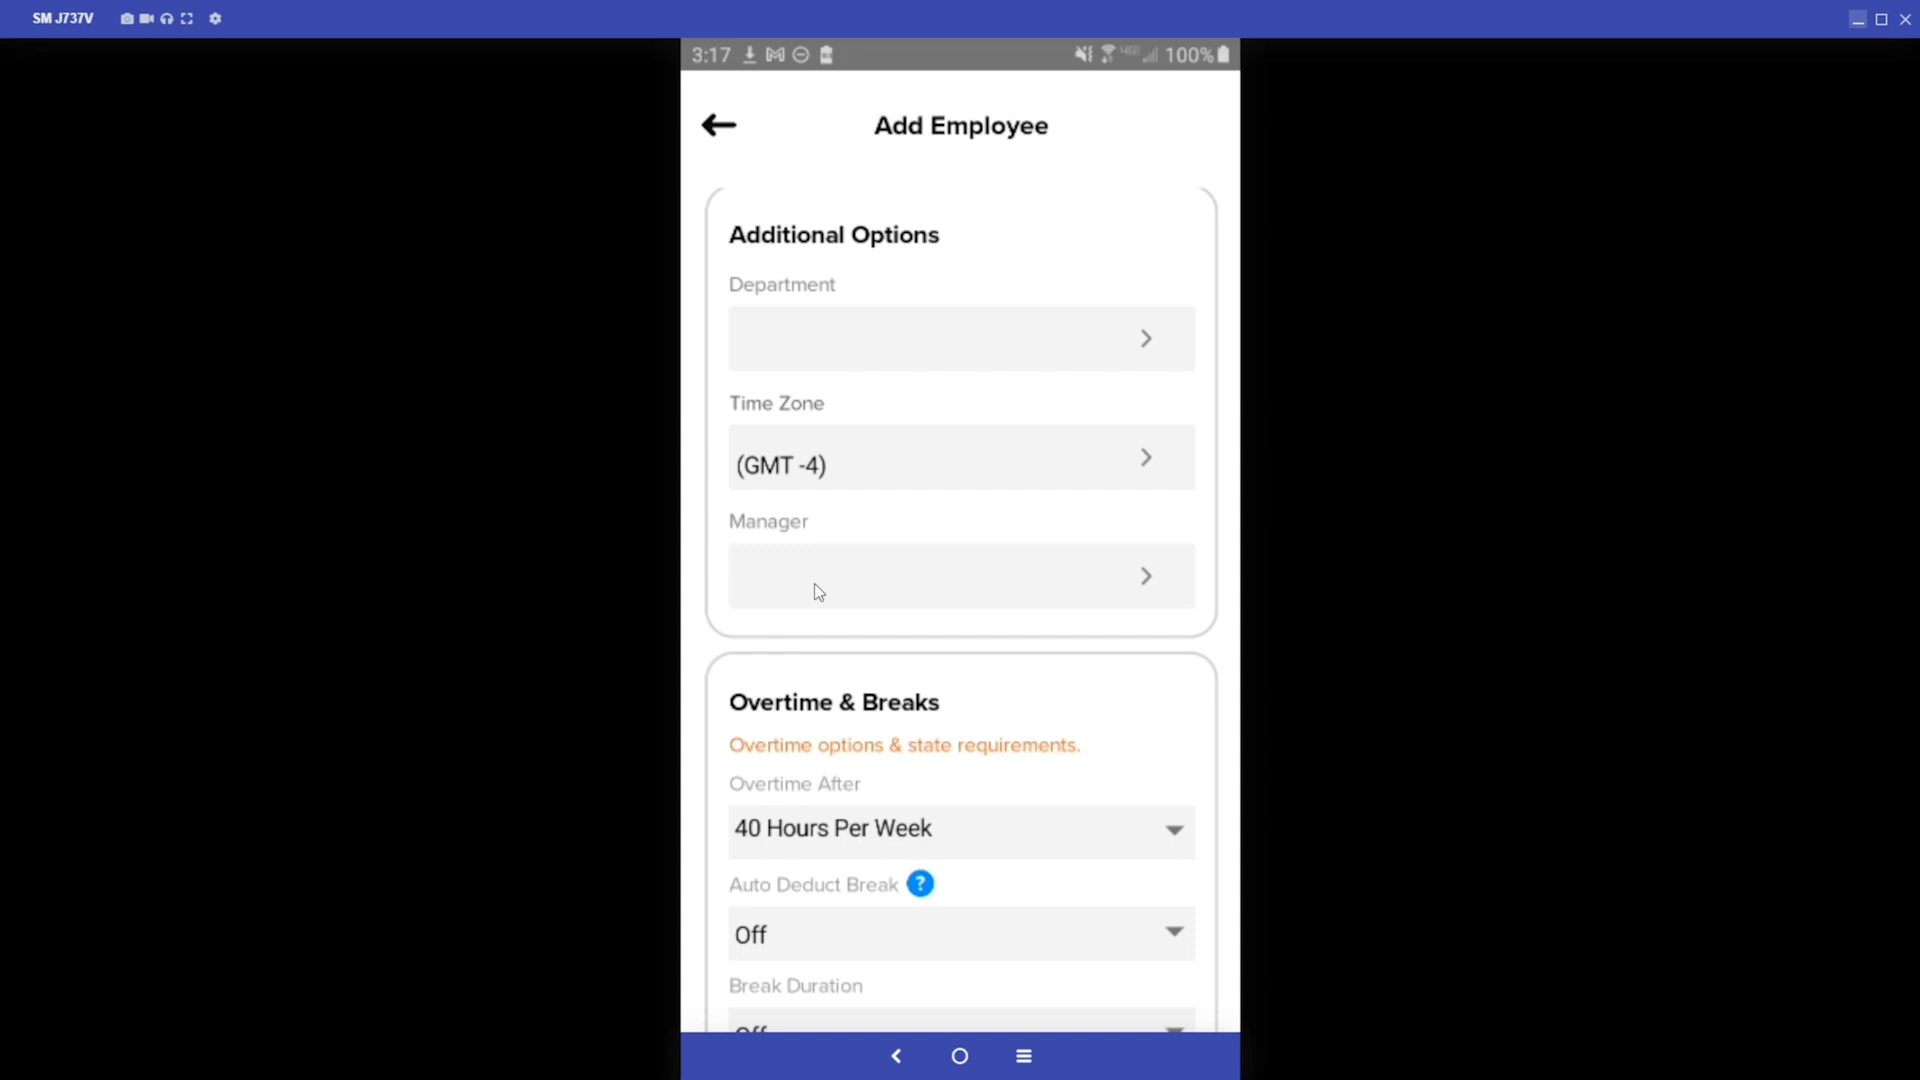 SM J737V
3:17
100%
Add Employee
Additional Options
Department
Time Zone
(GMT -4)
Manager
Overtime & Breaks
Overtime options & state requirements.
Overtime After
40 Hours Per Week
Auto Deduct Break ?
Off
Break Duration
Off